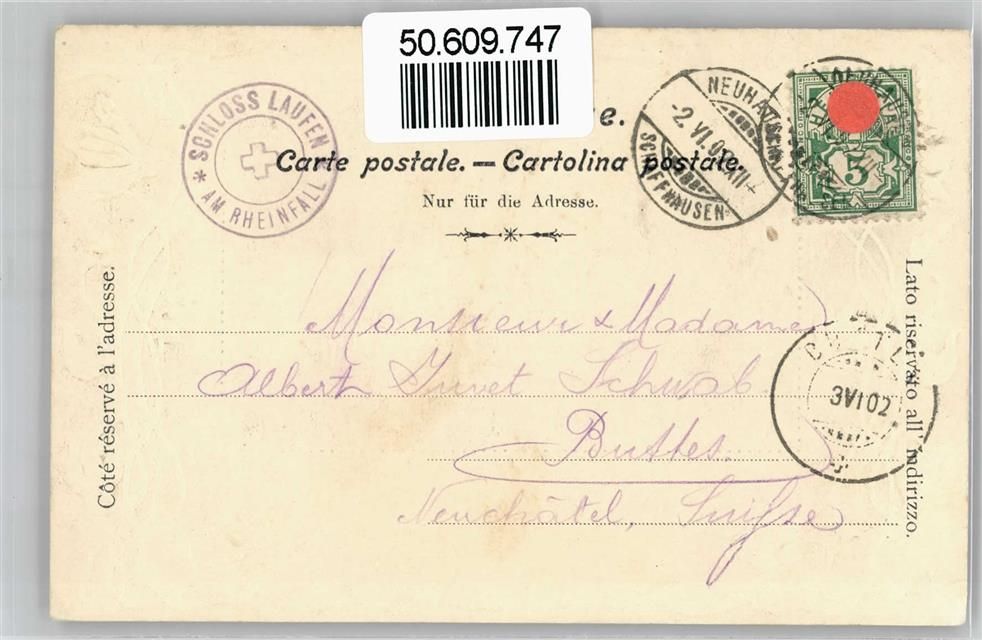 50.609.747
SCHLOSS LAUFEN
* AM RHEINFALL *
e.
Carte postale. — Cartolina postale.
Nur für die Adresse.
NEUHAUSEN
2. VI. 02
SCHAFFHAUSEN
5
Côté réservé à l'adresse.
Lato riservato all' indirizzo.
Monsieur & Madame
Albert Juvet Schwab
Buttes
Neuchâtel, Suisse
3 VI 02